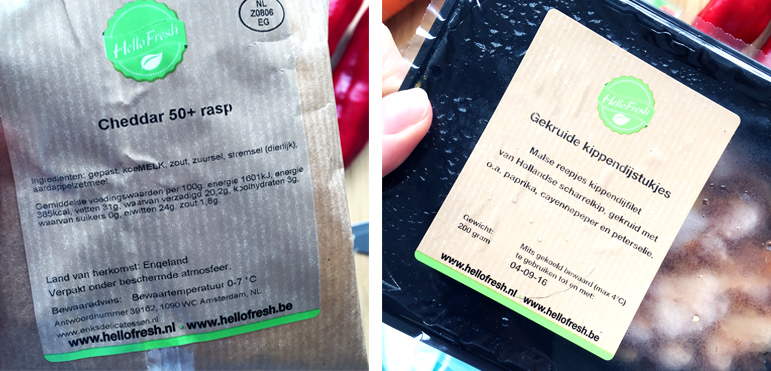 HelloFresh
NL
Z0806
EG
Cheddar 50+ rasp
Ingredienten: gepast. koeMELK, zout, zuursel, stremsel (dierlijk),
aardappelzetmeel
Gemiddelde voedingswaarden per 100g: energie 1601kJ, energie
385kcal, vetten 31g, waarvan verzadigd 20,2g, koolhydraten 3g,
waarvan suikers 0g, eiwitten 24g, zout 1,8g.
Land van herkomst: Engeland
Verpakt onder beschermde atmosfeer.
Bewaaradvies: Bewaartemperatuur 0-7 °C
Antwoordnummer 39162, 1090 WC Amsterdam, NL
www.eriksdelicatessen.nl
www.hellofresh.nl - www.hellofresh.be
HelloFresh
Gekruide kippendijstukjes
Malse reepjes kippendijfilet
van Hollandse scharrelkip, gekruid met
o.a. paprika, cayennepeper en peterselie.
Gewicht:
200 gram
Mits gekoeld bewaard (max 4°C)
te gebruiken tot en met:
04-09-16
www.hellofresh.nl - www.hellofresh.be